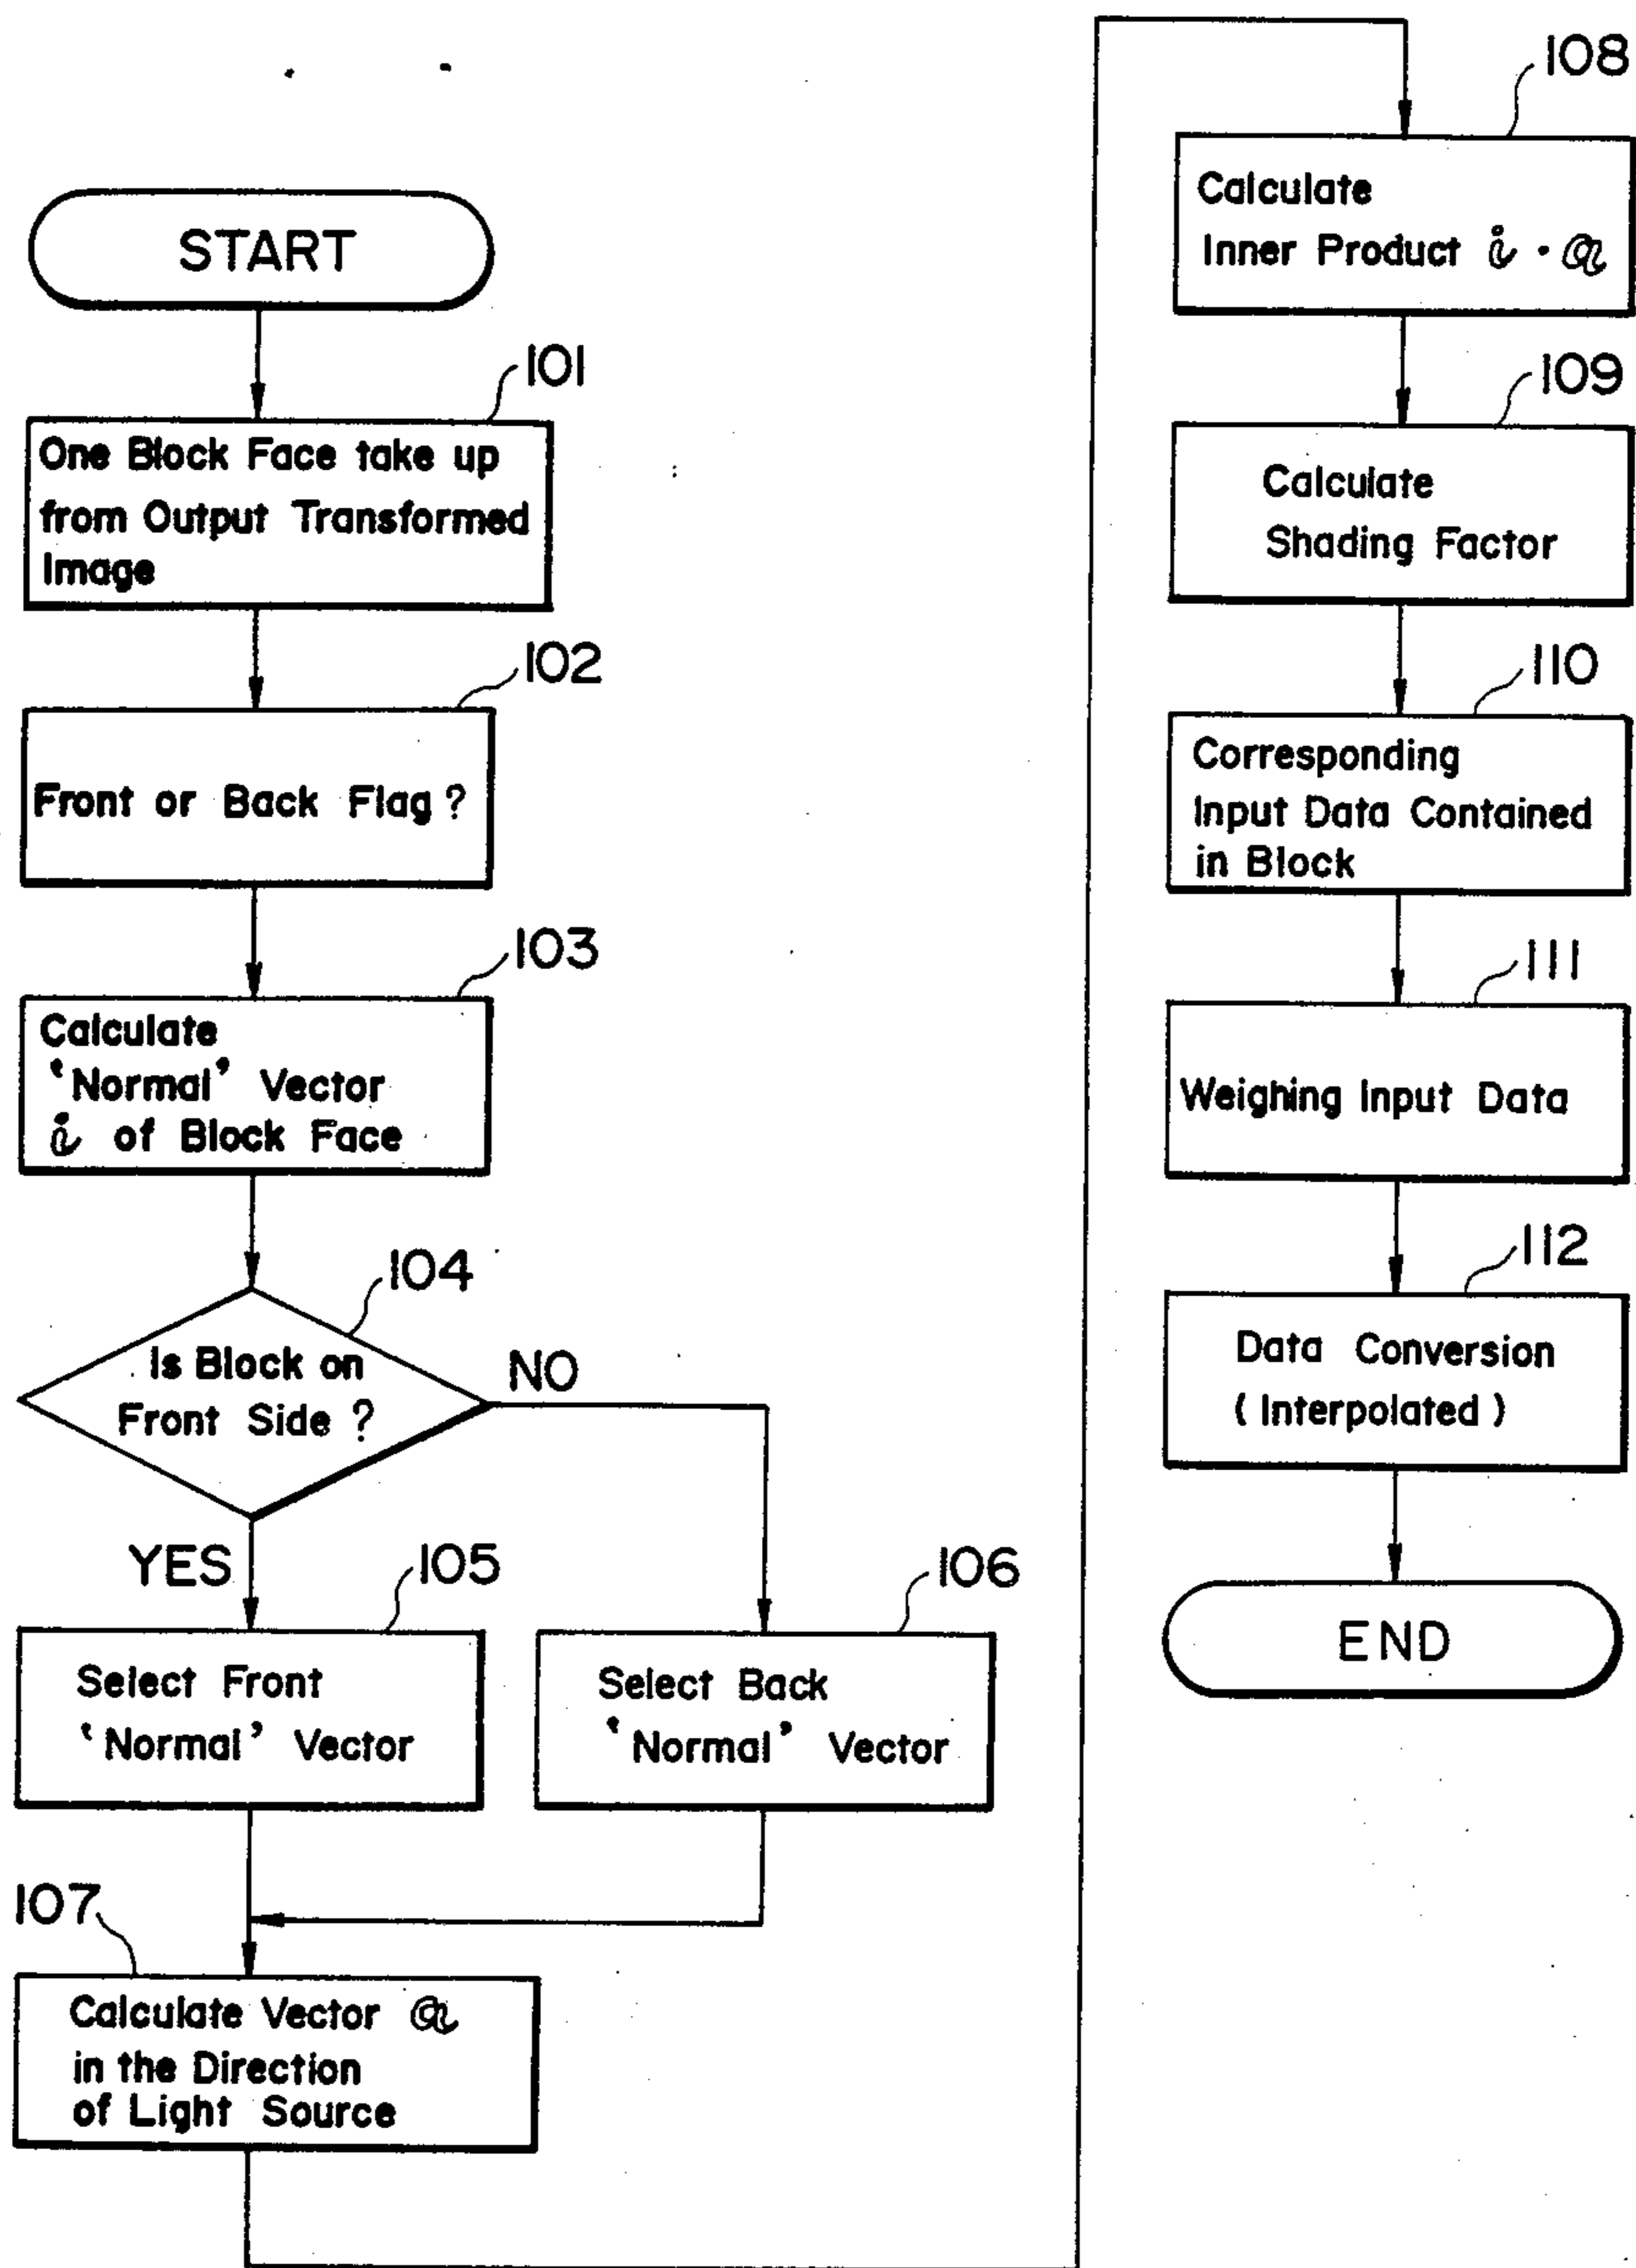 START
101
One Block Face take up
from Output Transformed
Image
102
Front or Back Flag ?
103
Calculate
'Normal' Vector
i of Block Face
104
Is Block on
Front Side ?
NO
YES
105
Select Front
'Normal' Vector
106
Select Back
'Normal' Vector
107
Calculate Vector a
in the Direction
of Light Source
108
Calculate
Inner Product i · a
109
Calculate
Shading Factor
110
Corresponding
Input Data Contained
in Block
111
Weighing Input Data
112
Data Conversion
( Interpolated )
END